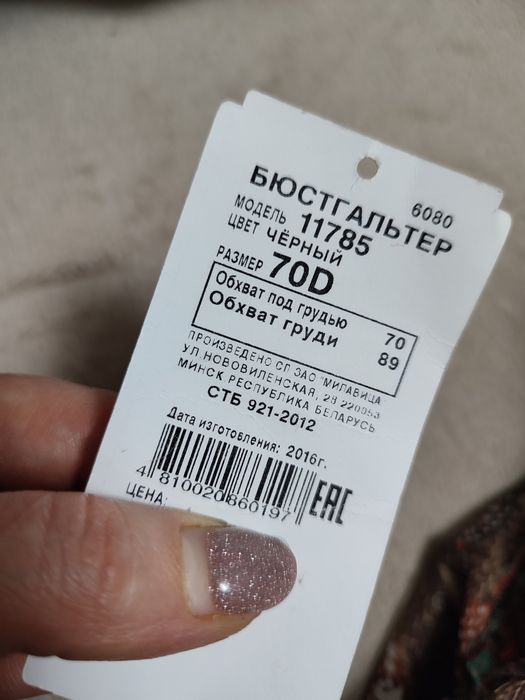 6080
БЮСТГАЛЬТЕР
МОДЕЛЬ 11785
ЦВЕТ ЧЁРНЫЙ
РАЗМЕР 70D
Обхват под грудью 70
Обхват груди 89
ПРОИЗВЕДЕНО СП ЗАО "МИЛАВИЦА"
УЛ.НОВОВИЛЕНСКАЯ, 28 220053
МИНСК РЕСПУБЛИКА БЕЛАРУСЬ
СТБ 921-2012
Дата изготовления: 2016г.
4 810020 860197
EAC
ЦЕНА: